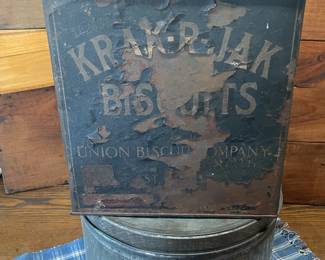 KRAK-R-JAK
BISCUITS
UNION BISCUIT COMPANY